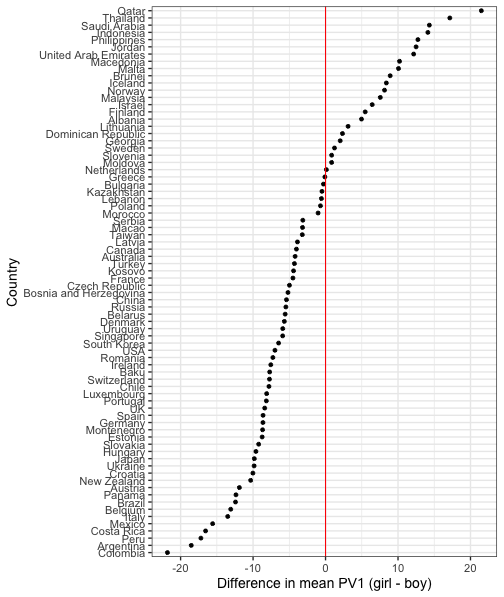 Qatar
Thailand
Saudi Arabia
Indonesia
Philippines
Jordan
United Arab Emirates
Macedonia
Malta
Brunei
Iceland
Norway
Malaysia
Israel
Finland
Albania
Lithuania
Dominican Republic
Georgia
Sweden
Slovenia
Moldova
Netherlands
Greece
Bulgaria
Kazakhstan
Lebanon
Poland
Morocco
Serbia
Macao
Taiwan
Latvia
Canada
Australia
Turkey
Kosovo
France
Czech Republic
Bosnia and Herzedovina
China
Russia
Belarus
Denmark
Uruguay
Singapore
South Korea
USA
Romania
Ireland
Baku
Switzerland
Chile
Luxembourg
Portugal
UK
Spain
Germany
Montenegro
Estonia
Slovakia
Hungary
Japan
Ukraine
Croatia
New Zealand
Austria
Panama
Brazil
Belgium
Italy
Mexico
Costa Rica
Peru
Argentina
Colombia
Country
-20 -10 0 10 20
Difference in mean PV1 (girl - boy)